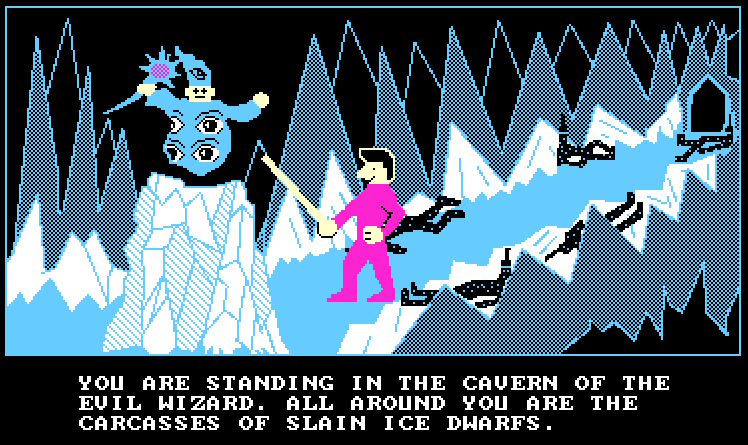 YOU ARE STANDING IN THE CAVERN OF THE
EVIL WIZARD. ALL AROUND YOU ARE THE
CARCASSES OF SLAIN ICE DWARFS.